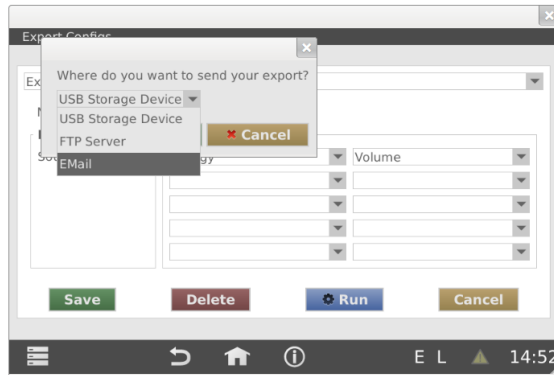 Export Configs
Where do you want to send your export?
USB Storage Device
USB Storage Device
FTP Server
Cancel
EMail
Volume
Save
Delete
Run
Cancel
E L
14:52